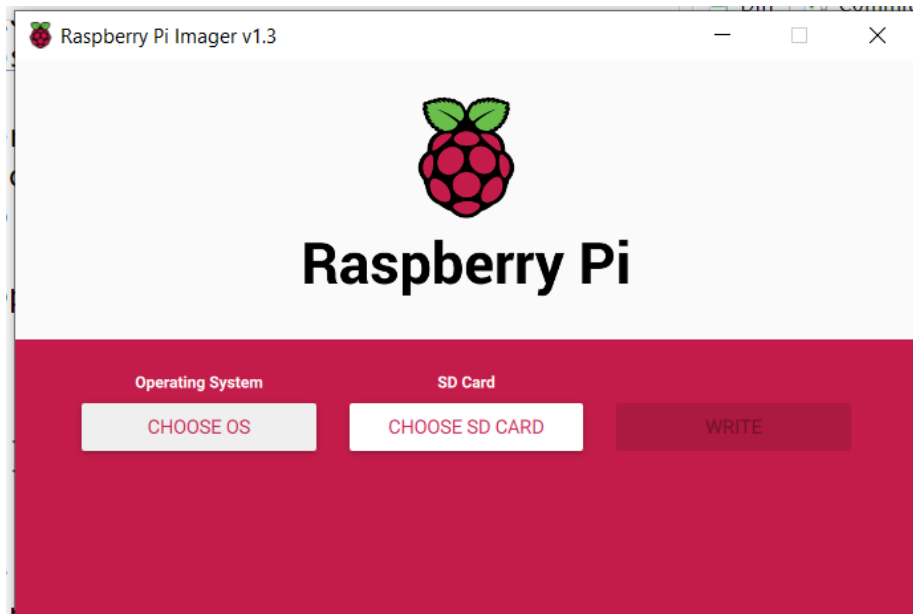 Raspberry Pi Imager v1.3
Raspberry Pi
Operating System
SD Card
CHOOSE OS
CHOOSE SD CARD
WRITE